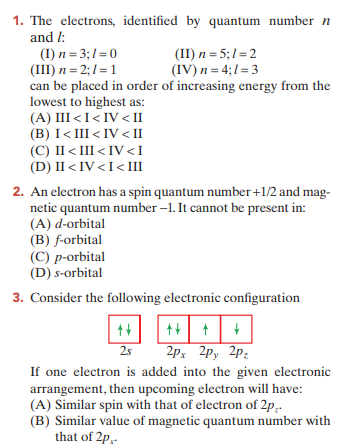 1. The electrons, identified by quantum number n
and l:
(I) n = 3; l = 0 (II) n = 5; l = 2
(III) n = 2; l = 1 (IV) n = 4; l = 3
can be placed in order of increasing energy from the
lowest to highest as:
(A) III < I < IV < II
(B) I < III < IV < II
(C) II < III < IV < I
(D) II < IV < I < III
2. An electron has a spin quantum number +1/2 and mag-
netic quantum number –1. It cannot be present in:
(A) d-orbital
(B) f-orbital
(C) p-orbital
(D) s-orbital
3. Consider the following electronic configuration
↑↓ ↑↓ ↑ ↓
2s 2pₓ 2pᵧ 2p_z
If one electron is added into the given electronic
arrangement, then upcoming electron will have:
(A) Similar spin with that of electron of 2p_z.
(B) Similar value of magnetic quantum number with
that of 2pₓ.